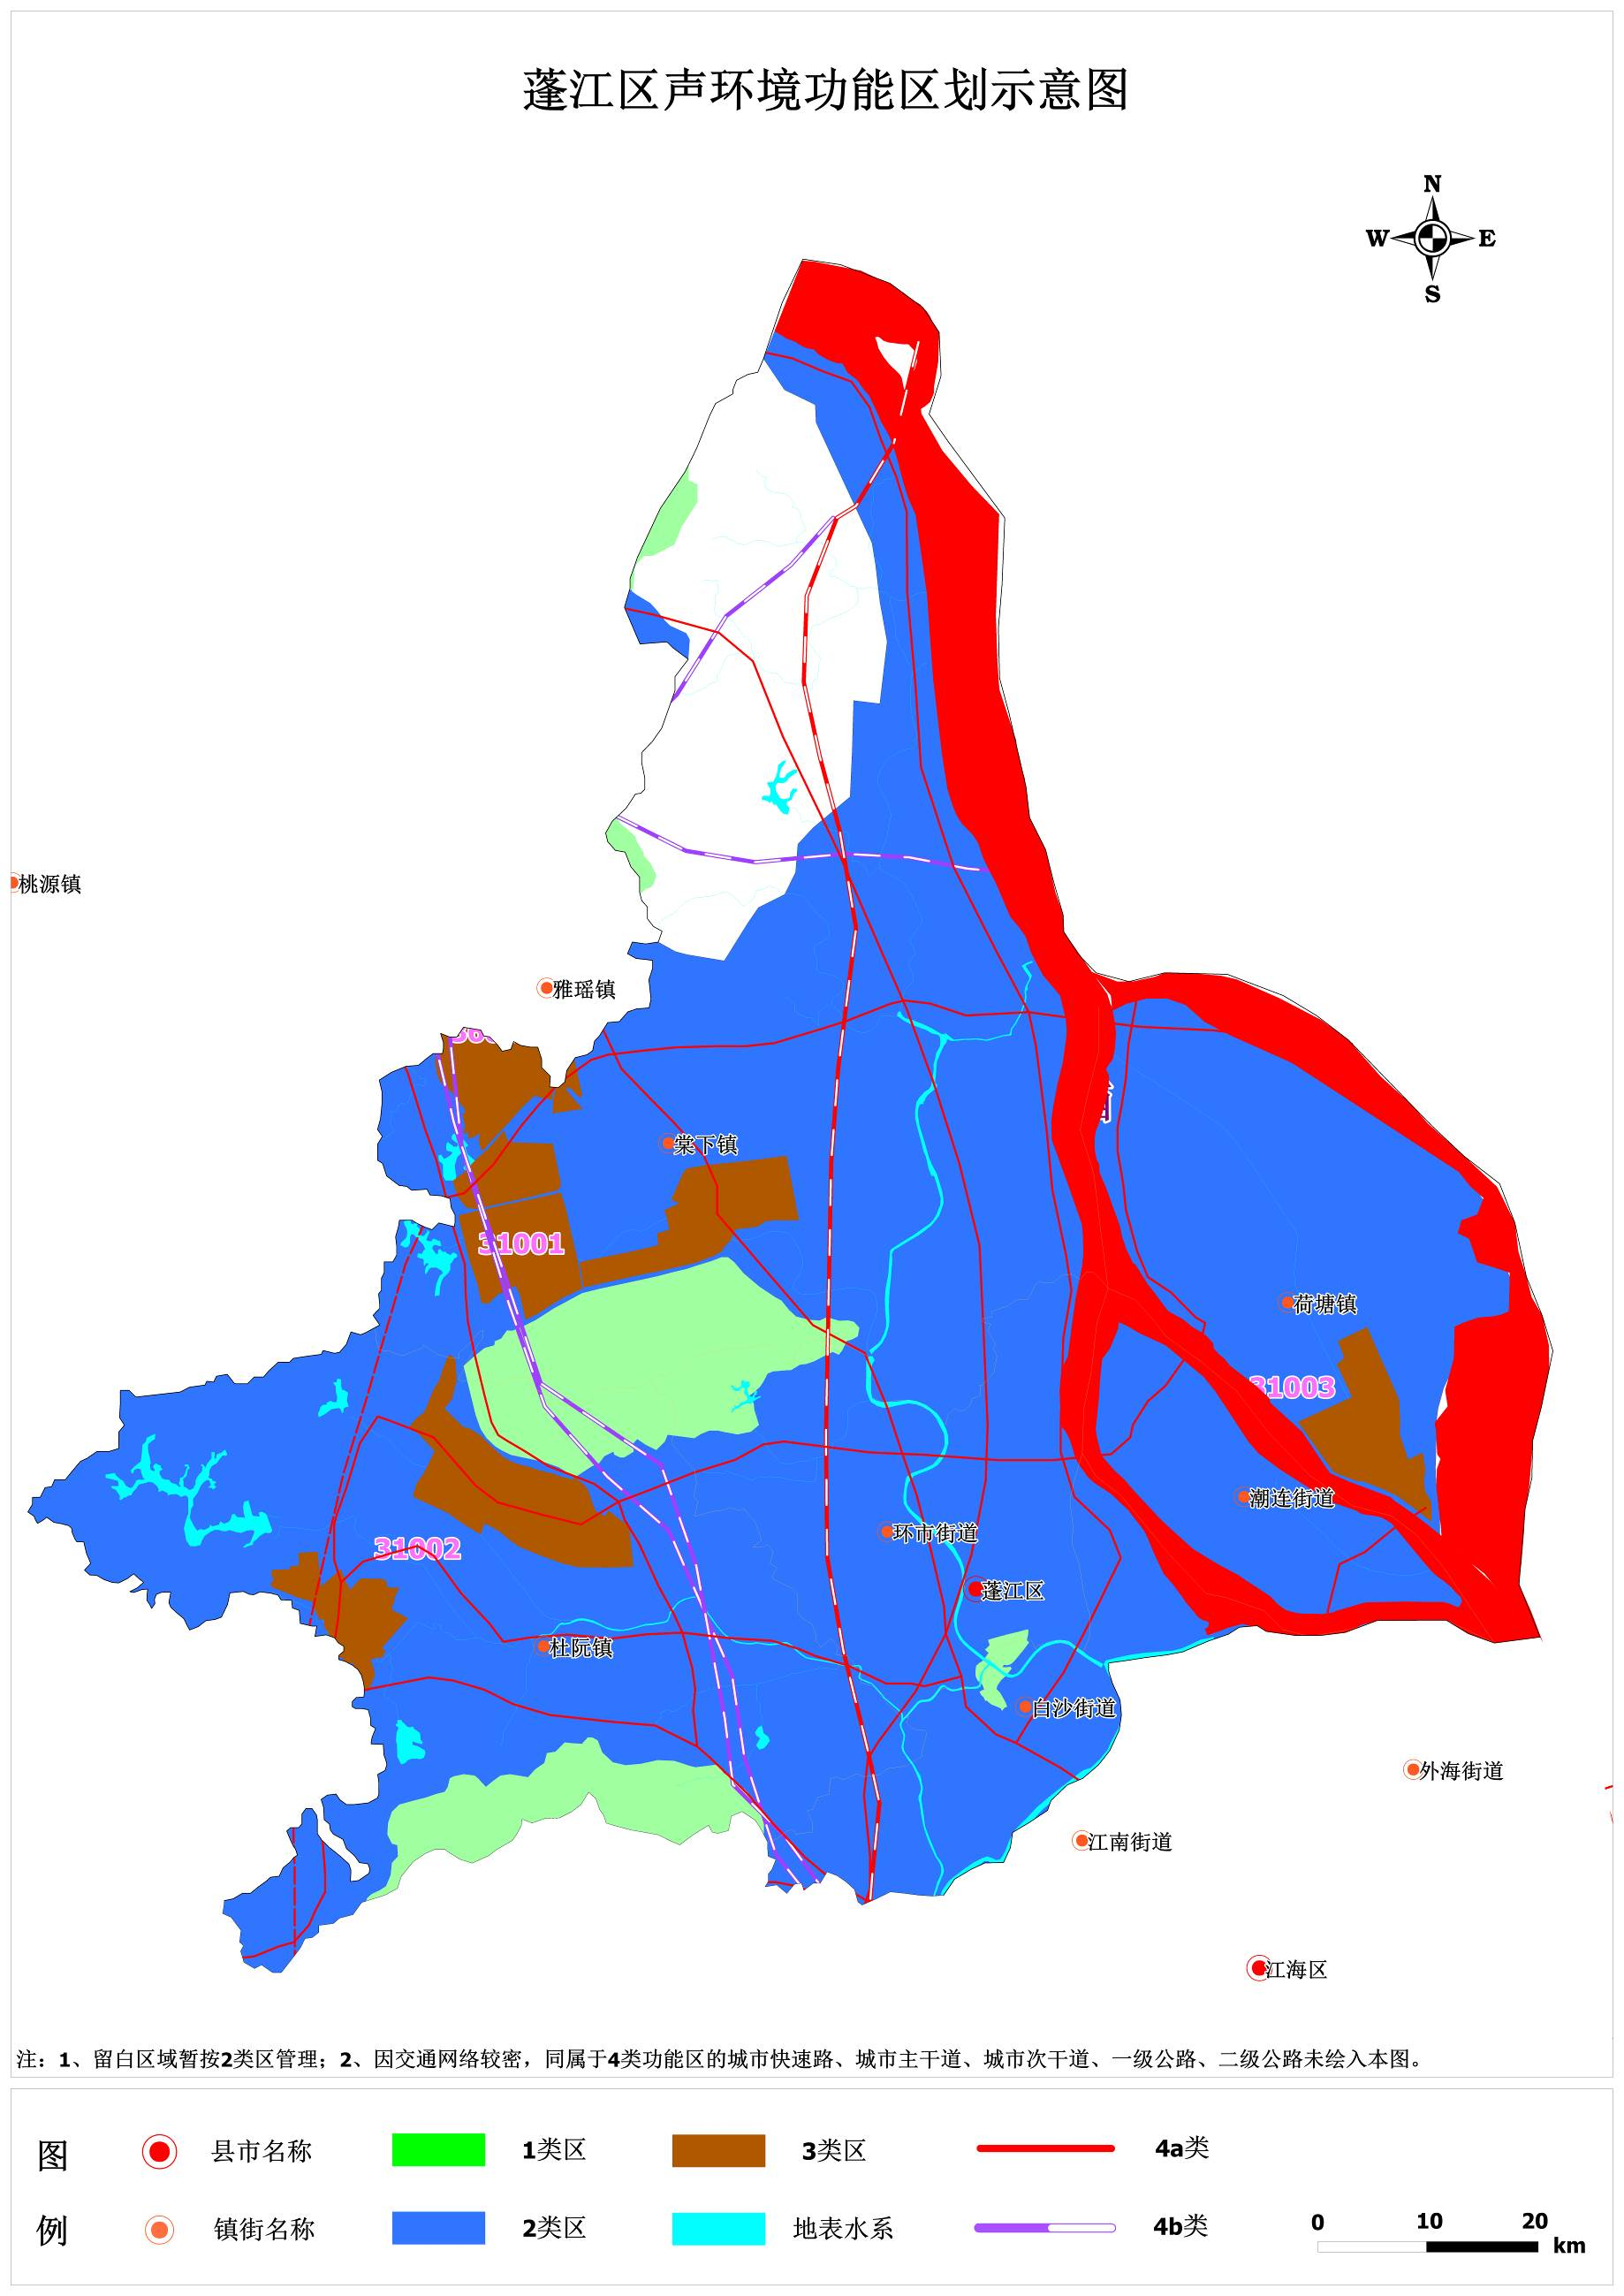 蓬江区声环境功能区划示意图
N
W
E
S
桃源镇
雅瑶镇
棠下镇
31001
荷塘镇
31003
潮连街道
环市街道
31002
蓬江区
杜阮镇
白沙街道
外海街道
江南街道
江海区
注：1、留白区域暂按2类区管理；2、因交通网络较密，同属于4类功能区的城市快速路、城市主干道、城市次干道、一级公路、二级公路未绘入本图。
图
例
县市名称
1类区
3类区
4a类
镇街名称
2类区
地表水系
4b类
0
10
20
km